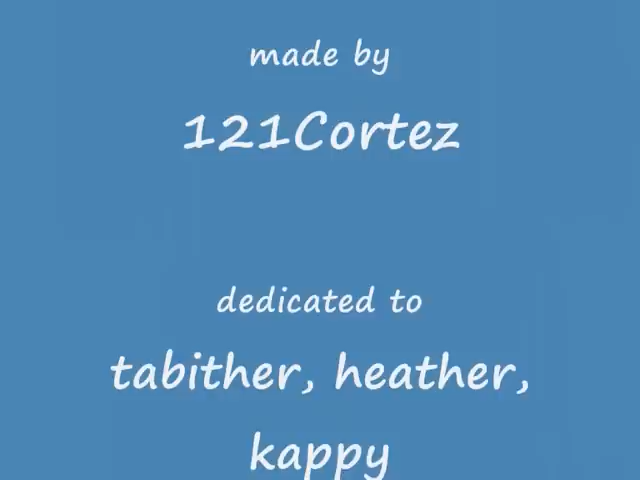 made by
121Cortez
dedicated to
tabither, heather,
kappy